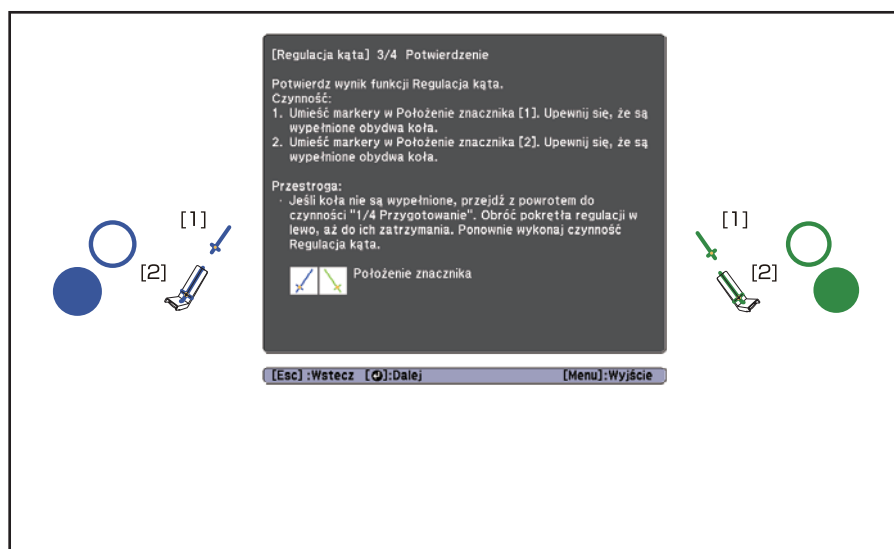 [Regulacja kąta] 3/4 Potwierdzenie
Potwierdz wynik funkcji Regulacja kąta.
Czynność:
1. Umieść markery w Położenie znacznika [1]. Upewnij się, że są
wypełnione obydwa koła.
2. Umieść markery w Położenie znacznika [2]. Upewnij się, że są
wypełnione obydwa koła.
Przestroga:
· Jeśli koła nie są wypełnione, przejdź z powrotem do
czynności "1/4 Przygotowanie". Obróć pokrętła regulacji w
lewo, aż do ich zatrzymania. Ponownie wykonaj czynność
Regulacja kąta.
[1]
[2]
[1]
[2]
Położenie znacznika
[Esc] :Wstecz [⏎]:Dalej [Menu]:Wyjście